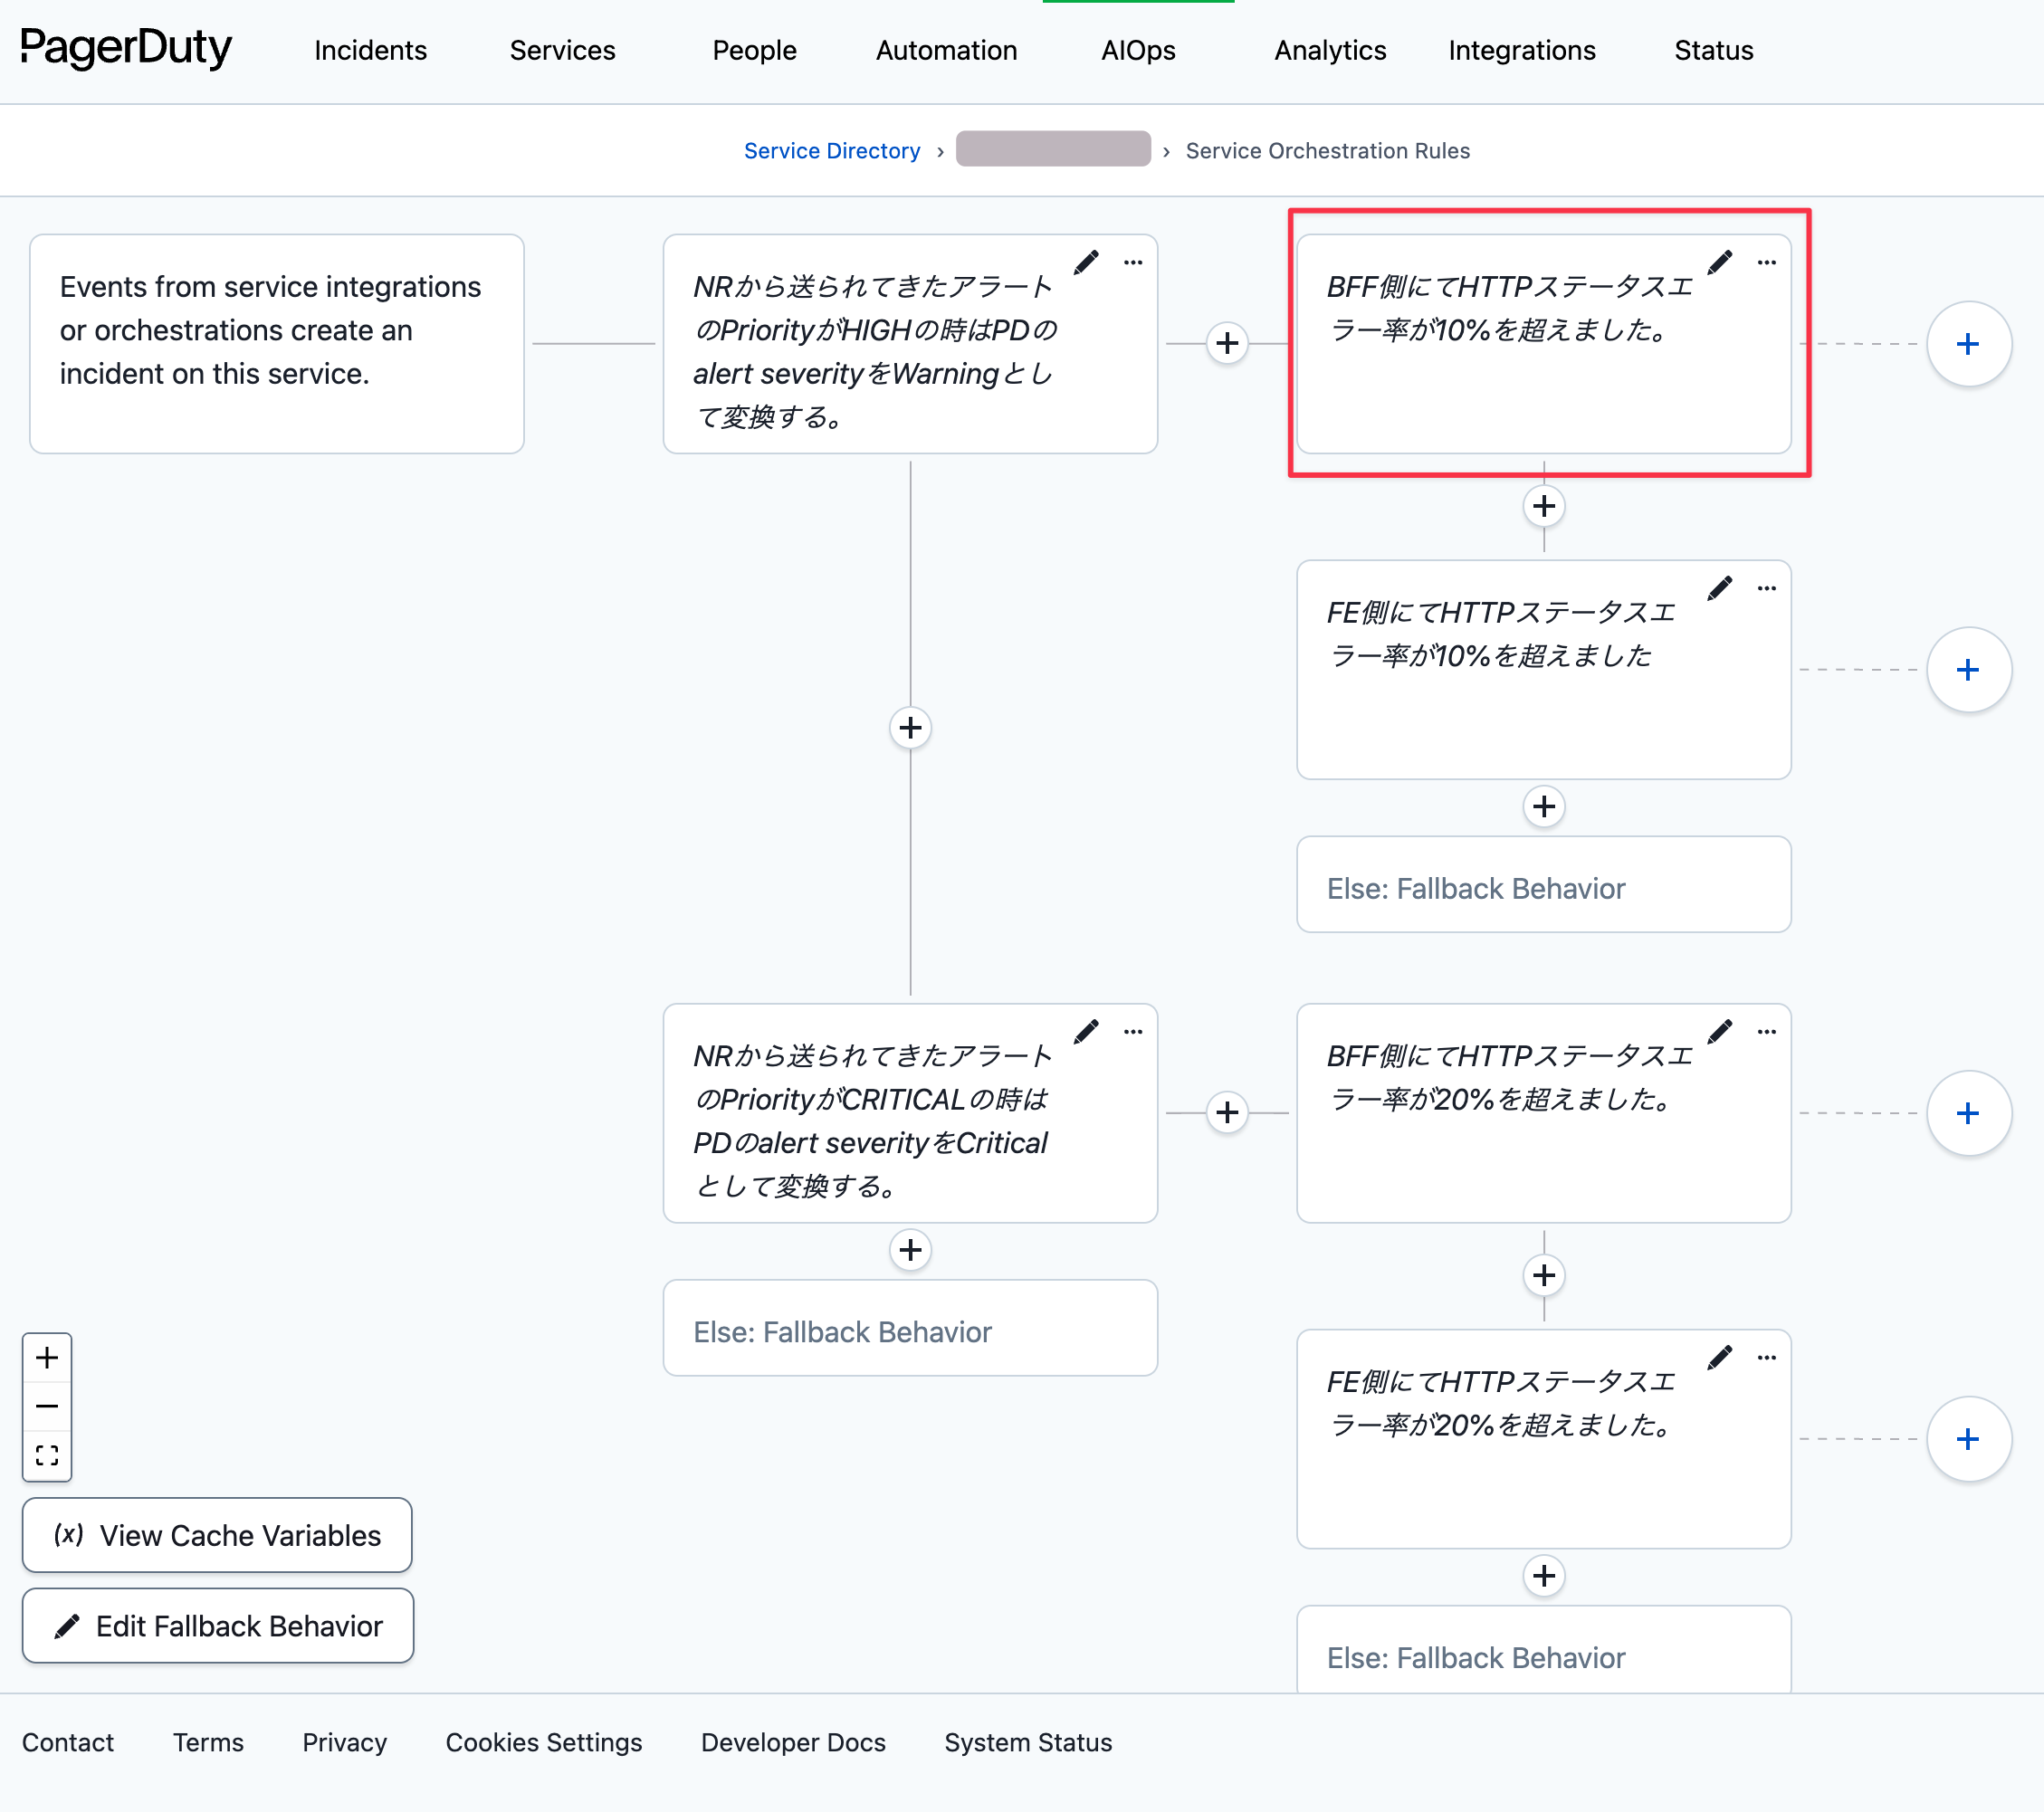 PagerDuty
Incidents
Services
People
Automation
AIOps
Analytics
Integrations
Status
Service Directory › › Service Orchestration Rules
Events from service integrations
or orchestrations create an
incident on this service.
NRから送られてきたアラート
のPriorityがHIGHの時はPDの
alert severityをWarningとし
て変換する。
BFF側にてHTTPステータスエ
ラー率が10%を超えました。
FE側にてHTTPステータスエ
ラー率が10%を超えました
Else: Fallback Behavior
NRから送られてきたアラート
のPriorityがCRITICALの時は
PDのalert severityをCritical
として変換する。
BFF側にてHTTPステータスエ
ラー率が20%を超えました。
Else: Fallback Behavior
FE側にてHTTPステータスエ
ラー率が20%を超えました。
Else: Fallback Behavior
(x) View Cache Variables
Edit Fallback Behavior
Contact
Terms
Privacy
Cookies Settings
Developer Docs
System Status